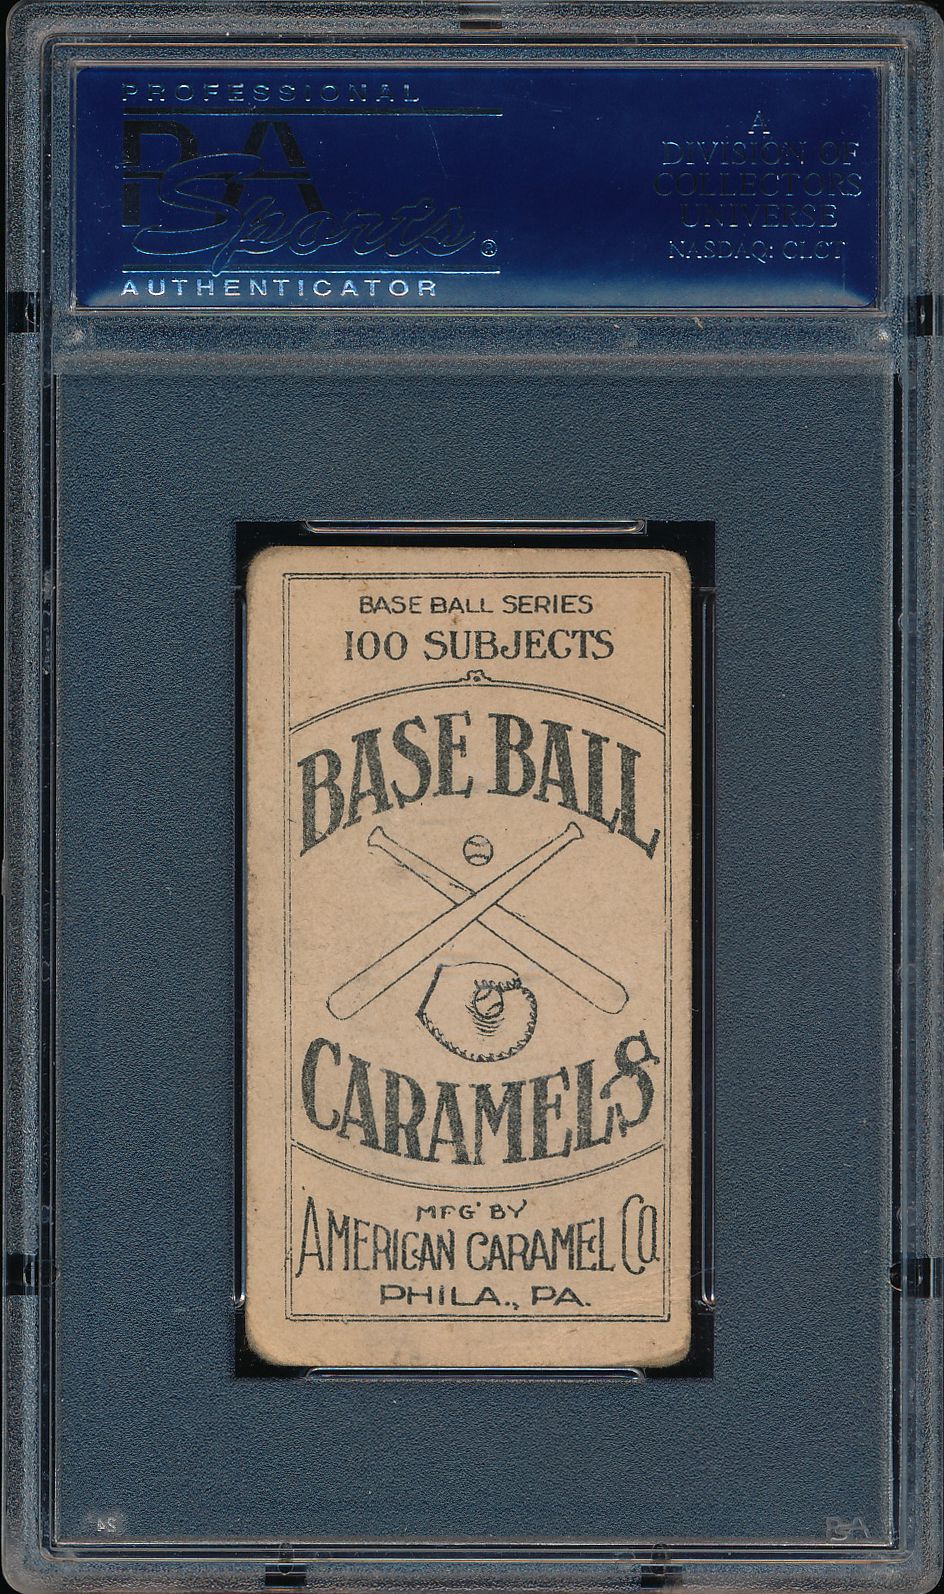 PROFESSIONAL
PSA
Sports®
AUTHENTICATOR
A
DIVISION OF
COLLECTORS
UNIVERSE
NASDAQ: CLCT
BASE BALL SERIES
100 SUBJECTS
BASE BALL
CARAMELS
MFG' BY
AMERICAN CARAMEL CO
PHILA., PA.
PSA